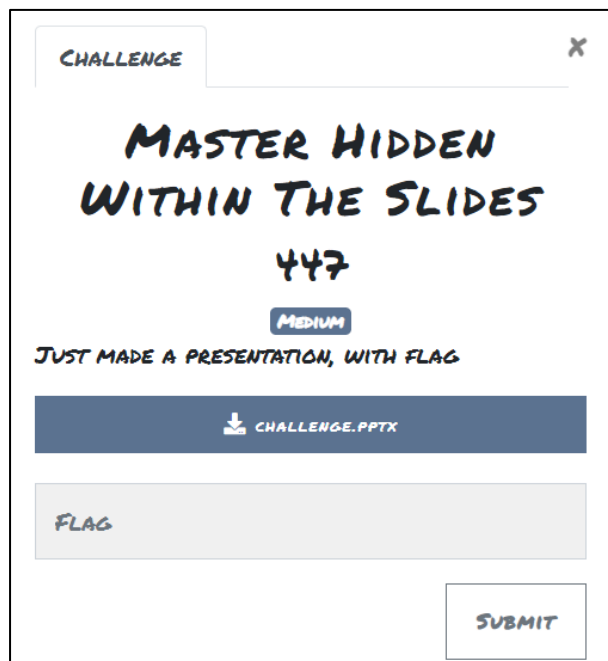 Challenge
×
Master Hidden
Within The Slides
447
Medium
Just made a presentation, with flag
challenge.pptx
Flag
Submit